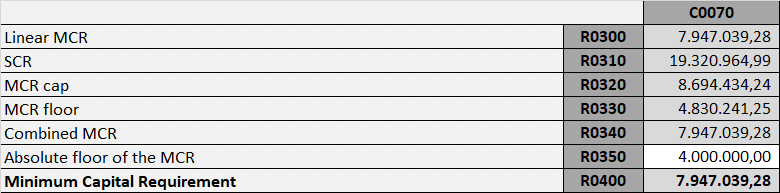 C0070
Linear MCR R0300 7.947.039,28
SCR R0310 19.320.964,99
MCR cap R0320 8.694.434,24
MCR floor R0330 4.830.241,25
Combined MCR R0340 7.947.039,28
Absolute floor of the MCR R0350 4.000.000,00
Minimum Capital Requirement R0400 7.947.039,28